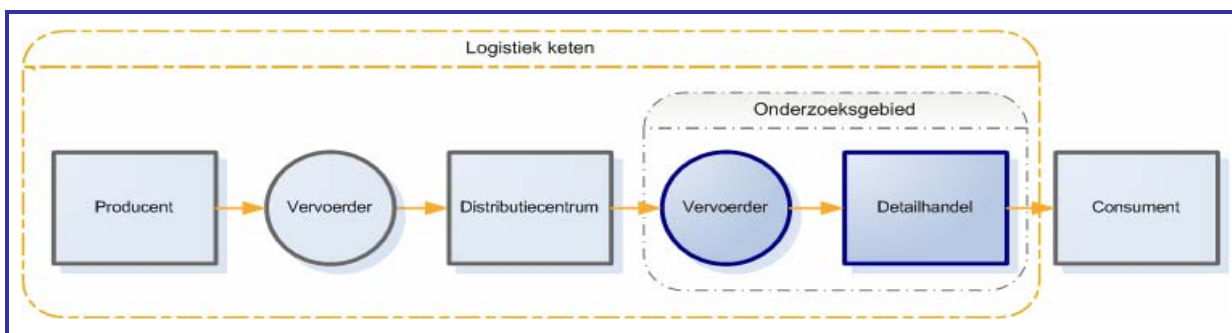 Logistiek keten
Onderzoeksgebied
Producent
Vervoerder
Distributiecentrum
Vervoerder
Detailhandel
Consument